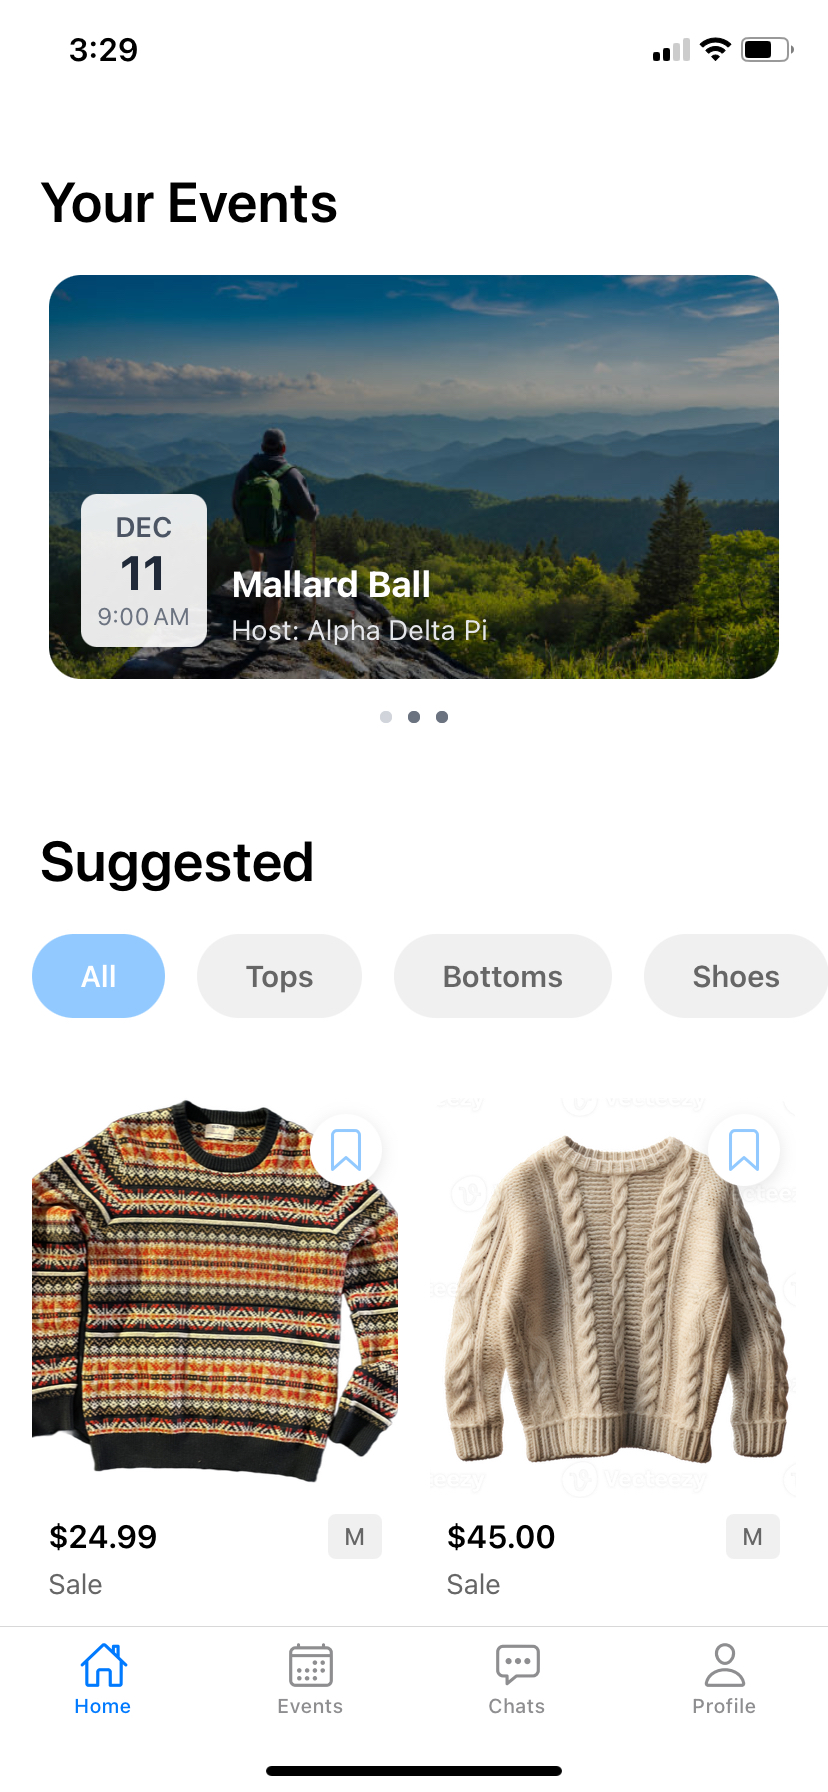 3:29
Your Events
DEC
11
9:00 AM
Mallard Ball
Host: Alpha Delta Pi
Suggested
All
Tops
Bottoms
Shoes
Vecteezy
$24.99
M
Sale
$45.00
M
Sale
Home
Events
Chats
Profile